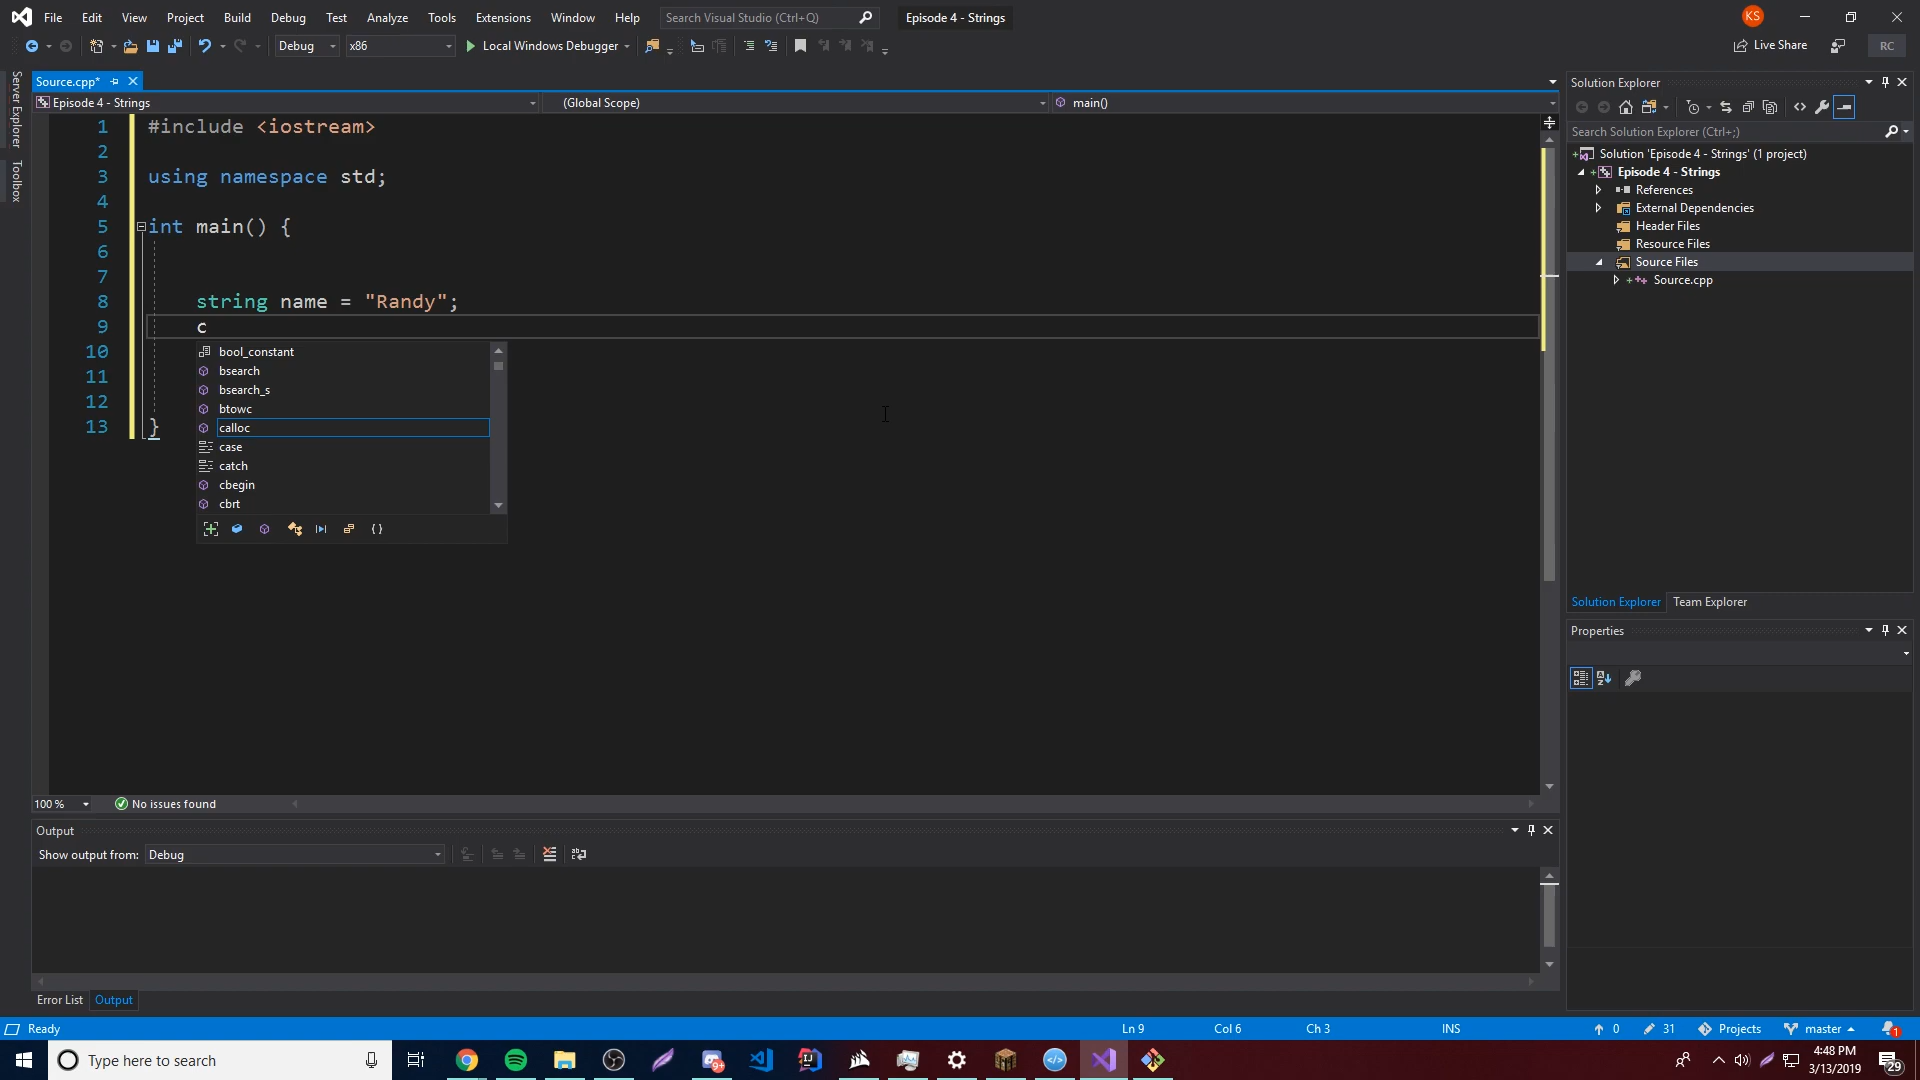 File Edit View Project Build Debug Test Analyze Tools Extensions Window Help Search Visual Studio (Ctrl+Q) Episode 4 - Strings KS
Debug x86 Local Windows Debugger Live Share RC
Server Explorer
Toolbox
Source.cpp*
Episode 4 - Strings (Global Scope) main()
1 #include <iostream>
2
3 using namespace std;
4
5 int main() {
6
7
8 string name = "Randy";
9 c
10
11
12
13 }
bool_constant
bsearch
bsearch_s
btowc
calloc
case
catch
cbegin
cbrt
100 % No issues found
Output
Show output from: Debug
Error List Output
Solution Explorer
Search Solution Explorer (Ctrl+;)
Solution 'Episode 4 - Strings' (1 project)
Episode 4 - Strings
References
External Dependencies
Header Files
Resource Files
Source Files
Source.cpp
Solution Explorer Team Explorer
Properties
Ready Ln 9 Col 6 Ch 3 INS 0 31 Projects master 1
Type here to search
9+
4:48 PM
3/13/2019
29